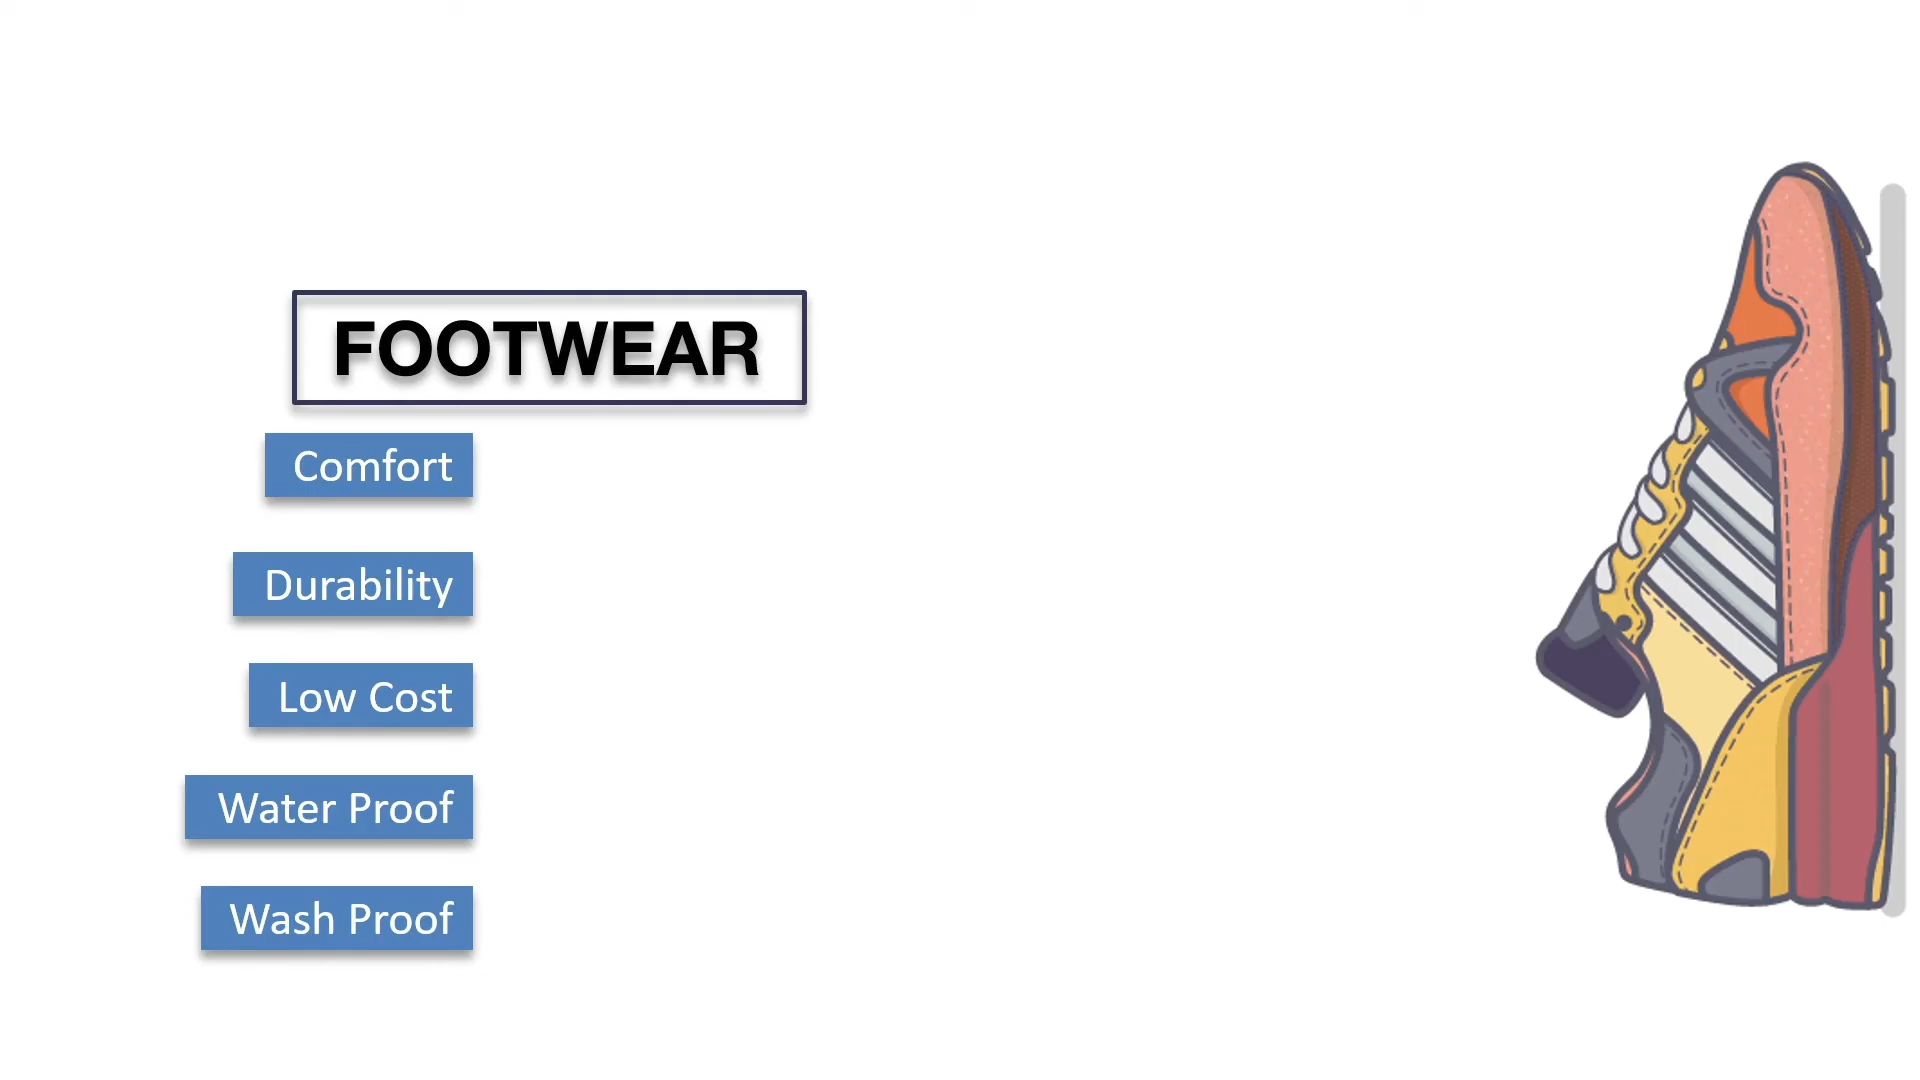 FOOTWEAR
Comfort
Durability
Low Cost
Water Proof
Wash Proof